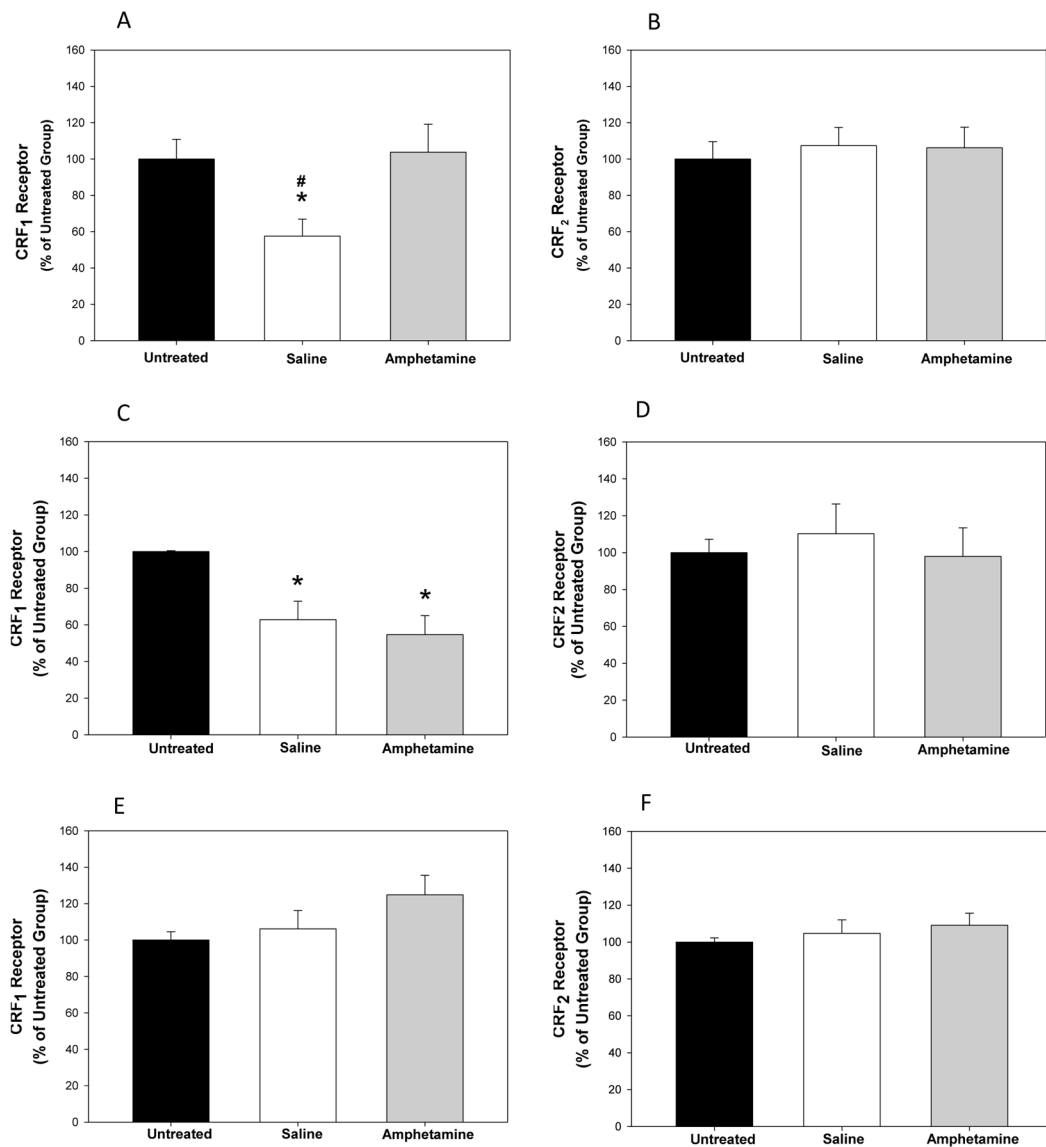 A
CRF1 Receptor
(% of Untreated Group)
160
140
120
100
80
60
40
20
0
#
*
Untreated Saline Amphetamine
B
CRF2 Receptor
(% of Untreated Group)
160
140
120
100
80
60
40
20
0
Untreated Saline Amphetamine
C
CRF1 Receptor
(% of Untreated Group)
160
140
120
100
80
60
40
20
0
* *
Untreated Saline Amphetamine
D
CRF2 Receptor
(% of Untreated Group)
160
140
120
100
80
60
40
20
0
Untreated Saline Amphetamine
E
CRF1 Receptor
(% of Untreated Group)
160
140
120
100
80
60
40
20
0
Untreated Saline Amphetamine
F
CRF2 Receptor
(% of Untreated Group)
160
140
120
100
80
60
40
20
0
Untreated Saline Amphetamine